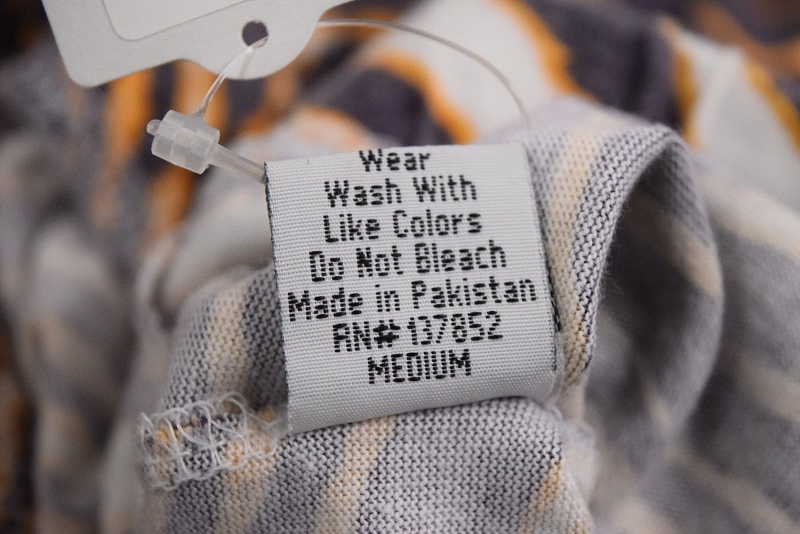 Wear
Wash With
Like Colors
Do Not Bleach
Made in Pakistan
RN# 137852
MEDIUM